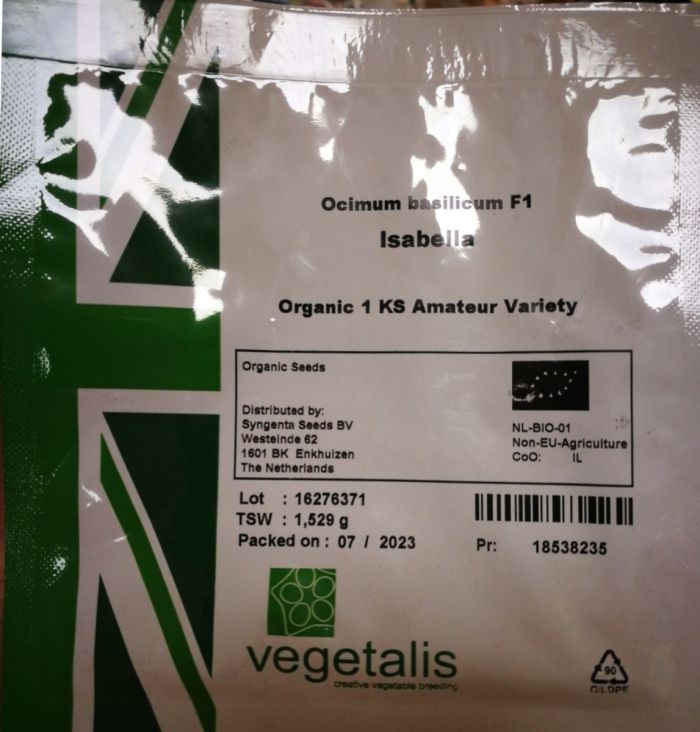 Ocimum basilicum F1
Isabella
Organic 1 KS Amateur Variety
Organic Seeds
Distributed by:
Syngenta Seeds BV
Westeinde 62
1601 BK Enkhuizen
The Netherlands
NL-BIO-01
Non-EU-Agriculture
CoO: IL
Lot : 16276371
TSW : 1,529 g
Packed on : 07 / 2023
Pr: 18538235
vegetalis
creative vegetable breeding
90
C/LDPE